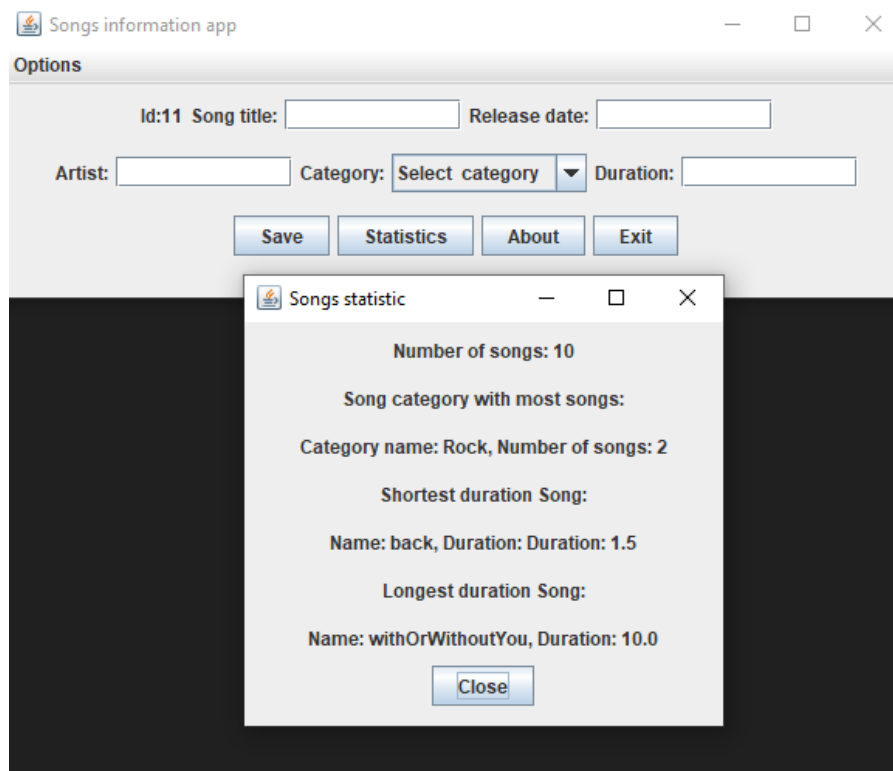 Songs information app
Options
Id:11 Song title: Release date:
Artist: Category: Select category Duration:
Save Statistics About Exit
Songs statistic
Number of songs: 10
Song category with most songs:
Category name: Rock, Number of songs: 2
Shortest duration Song:
Name: back, Duration: Duration: 1.5
Longest duration Song:
Name: withOrWithoutYou, Duration: 10.0
Close